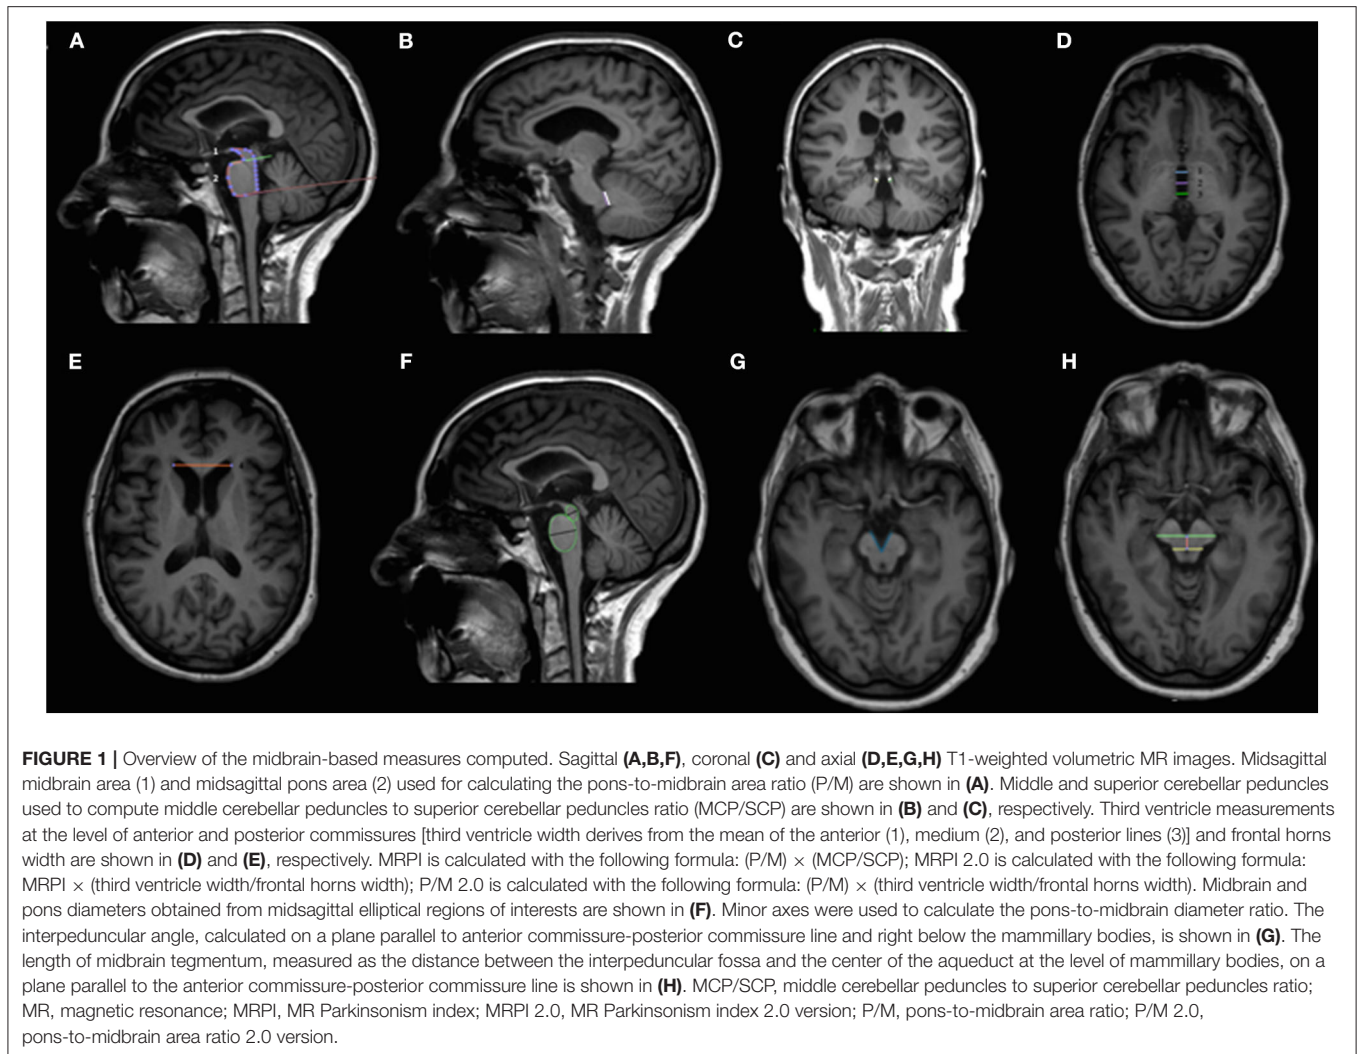 A
B
C
D
1
2
E
F
G
H
FIGURE 1 | Overview of the midbrain-based measures computed. Sagittal (A,B,F), coronal (C) and axial (D,E,G,H) T1-weighted volumetric MR images. Midsagittal
midbrain area (1) and midsagittal pons area (2) used for calculating the pons-to-midbrain area ratio (P/M) are shown in (A). Middle and superior cerebellar peduncles
used to compute middle cerebellar peduncles to superior cerebellar peduncles ratio (MCP/SCP) are shown in (B) and (C), respectively. Third ventricle measurements
at the level of anterior and posterior commissures [third ventricle width derives from the mean of the anterior (1), medium (2), and posterior lines (3)] and frontal horns
width are shown in (D) and (E), respectively. MRPI is calculated with the following formula: (P/M) × (MCP/SCP); MRPI 2.0 is calculated with the following formula:
MRPI × (third ventricle width/frontal horns width); P/M 2.0 is calculated with the following formula: (P/M) × (third ventricle width/frontal horns width). Midbrain and
pons diameters obtained from midsagittal elliptical regions of interests are shown in (F). Minor axes were used to calculate the pons-to-midbrain diameter ratio. The
interpeduncular angle, calculated on a plane parallel to anterior commissure-posterior commissure line and right below the mammillary bodies, is shown in (G). The
length of midbrain tegmentum, measured as the distance between the interpeduncular fossa and the center of the aqueduct at the level of mammillary bodies, on a
plane parallel to the anterior commissure-posterior commissure line is shown in (H). MCP/SCP, middle cerebellar peduncles to superior cerebellar peduncles ratio;
MR, magnetic resonance; MRPI, MR Parkinsonism index; MRPI 2.0, MR Parkinsonism index 2.0 version; P/M, pons-to-midbrain area ratio; P/M 2.0,
pons-to-midbrain area ratio 2.0 version.